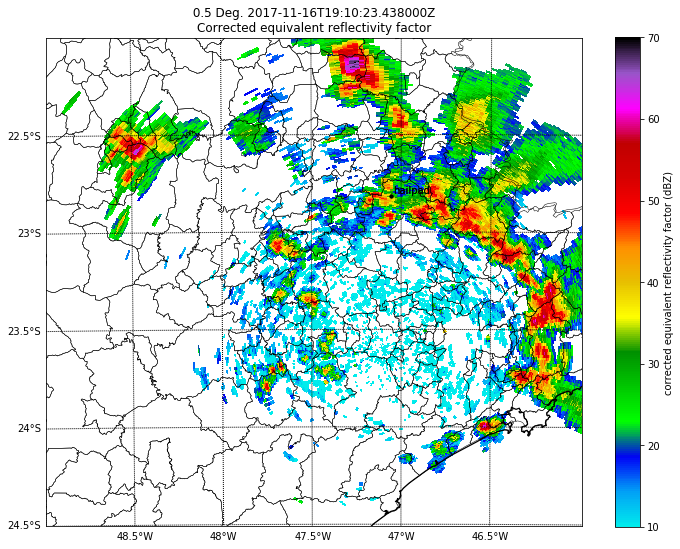 0.5 Deg. 2017-11-16T19:10:23.438000Z
Corrected equivalent reflectivity factor
22.5°S
23°S
23.5°S
24°S
24.5°S
48.5°W
48°W
47.5°W
47°W
46.5°W
70
60
50
40
30
20
10
corrected equivalent reflectivity factor (dBZ)